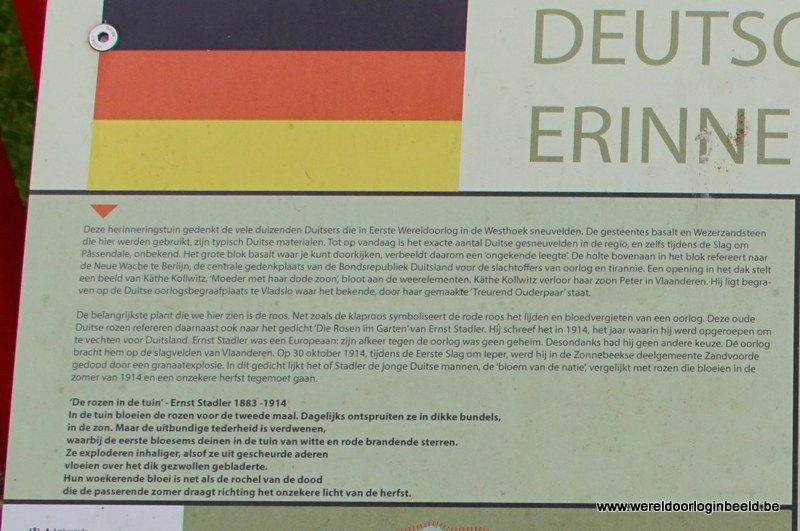 DEUTSC
ERINNE
Deze herinneringstuin gedenkt de vele duizenden Duitsers die in Eerste Wereldoorlog in de Westhoek sneuvelden. De gesteentes basalt en Wezerzandsteen
die hier werden gebruikt, zijn typisch Duitse materialen. Tot op vandaag is het exacte aantal Duitse gesneuvelden in de regio, en zelfs tijdens de Slag om
Passendale, onbekend. Het grote blok basalt waar je kunt doorkijken, verbeeldt daarom een 'ongekende leegte'. De holte bovenaan in het blok refereert naar
de Neue Wache te Berlijn, de centrale gedenkplaats van de Bondsrepubliek Duitsland voor de slachtoffers van oorlog en tirannie. Een opening in het dak stelt
een beeld van Käthe Kollwitz, 'Moeder met haar dode zoon', bloot aan de weerelementen. Käthe Kollwitz verloor haar zoon Peter in Vlaanderen. Hij ligt begra-
ven op de Duitse oorlogsbegraafplaats te Vladslo waar het bekende, door haar gemaakte 'Treurend Ouderpaar' staat.
De belangrijkste plant die we hier zien is de roos. Net zoals de klaproos symboliseert de rode roos het lijden en bloedvergieten van een oorlog. Deze oude
Duitse rozen refereren daarnaast ook naar het gedicht 'Die Rosen im Garten' van Ernst Stadler. Hij schreef het in 1914, het jaar waarin hij werd opgeroepen om
te vechten voor Duitsland. Ernst Stadler was een Europeaan: zijn afkeer tegen de oorlog was geen geheim. Desondanks had hij geen andere keuze. De oorlog
bracht hem op de slagvelden van Vlaanderen. Op 30 oktober 1914, tijdens de Eerste Slag om Ieper, werd hij in de Zonnebeekse deelgemeente Zandvoorde
gedood door een granaatexplosie. In dit gedicht lijkt het of Stadler de jonge Duitse mannen, de 'bloem van de natie', vergelijkt met rozen die bloeien in de
zomer van 1914 en een onzekere herfst tegemoet gaan.
'De rozen in de tuin' - Ernst Stadler 1883 -1914
In de tuin bloeien de rozen voor de tweede maal. Dagelijks ontspruiten ze in dikke bundels,
in de zon. Maar de uitbundige tederheid is verdwenen,
waarbij de eerste bloesems deinen in de tuin van witte en rode brandende sterren.
Ze exploderen inhaliger, alsof ze uit gescheurde aderen
vloeien over het dik gezwollen gebladerte.
Hun woekerende bloei is net als de rochel van de dood
die de passerende zomer draagt richting het onzekere licht van de herfst.
www.wereldoorloginbeeld.be